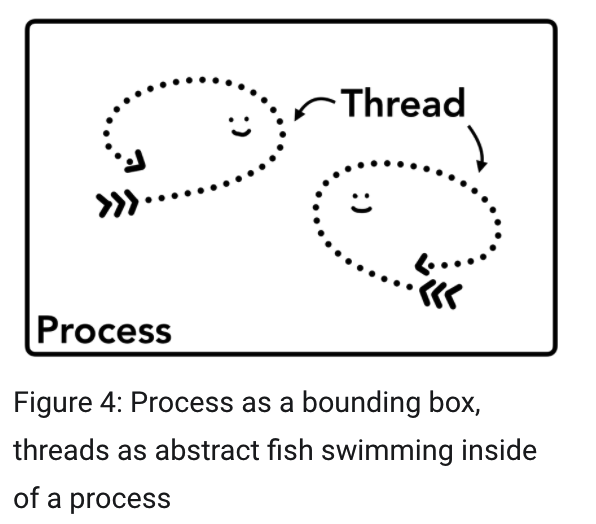 Thread
Process
Figure 4: Process as a bounding box,
threads as abstract fish swimming inside
of a process